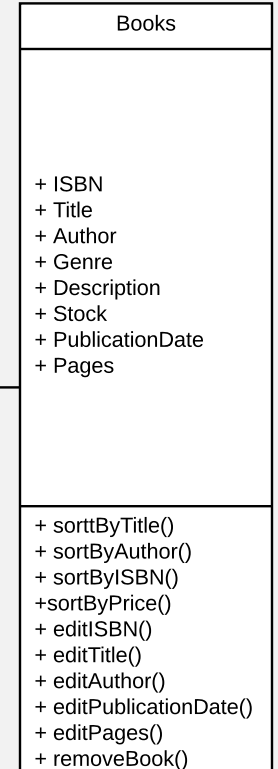 Books
+ ISBN
+ Title
+ Author
+ Genre
+ Description
+ Stock
+ PublicationDate
+ Pages
+ sorttByTitle()
+ sortByAuthor()
+ sortByISBN()
+sortByPrice()
+ editISBN()
+ editTitle()
+ editAuthor()
+ editPublicationDate()
+ editPages()
+ removeBook()